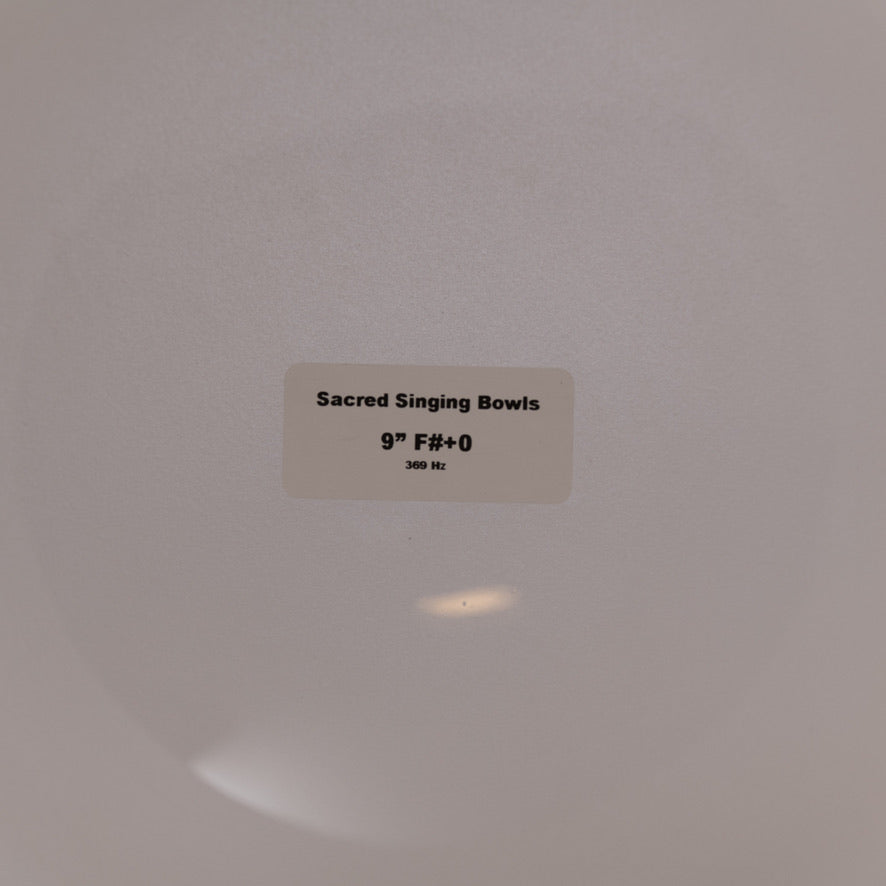 Sacred Singing Bowls
9” F#+0
369 Hz